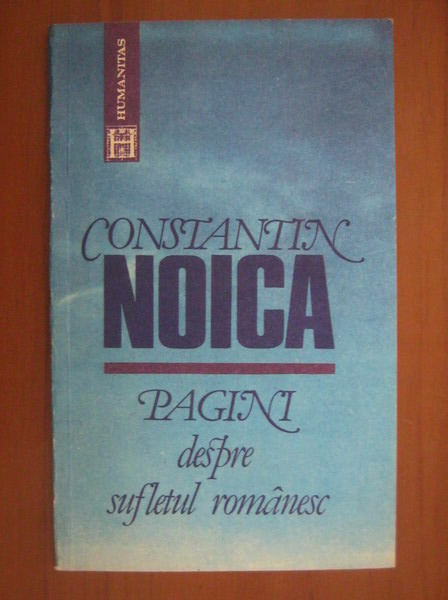 HUMANITAS
CONSTANTIN
NOICA
PAGINI
despre
sufletul românesc